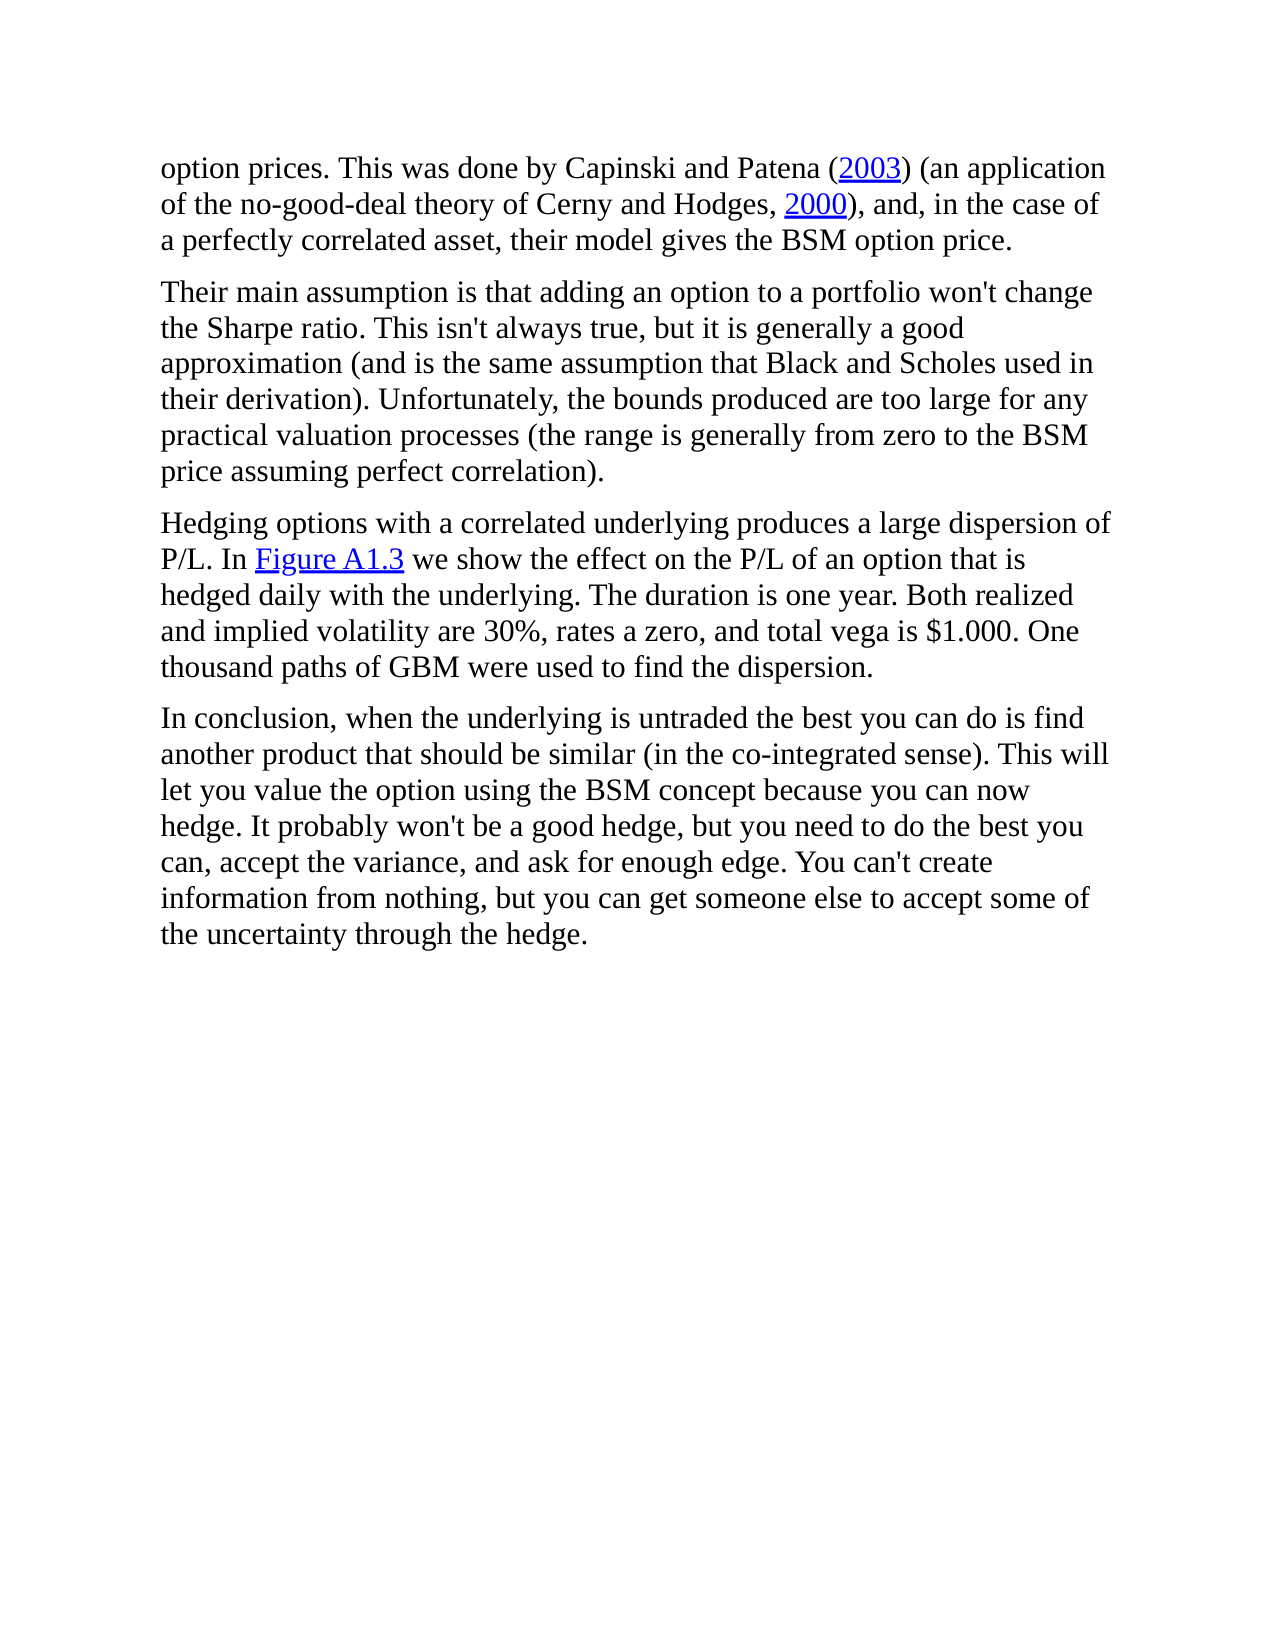 option prices. This was done by Capinski and Patena (2003) (an application
of the no-good-deal theory of Cerny and Hodges, 2000), and, in the case of
a perfectly correlated asset, their model gives the BSM option price.
Their main assumption is that adding an option to a portfolio won't change
the Sharpe ratio. This isn't always true, but it is generally a good
approximation (and is the same assumption that Black and Scholes used in
their derivation). Unfortunately, the bounds produced are too large for any
practical valuation processes (the range is generally from zero to the BSM
price assuming perfect correlation).
Hedging options with a correlated underlying produces a large dispersion of
P/L. In Figure A1.3 we show the effect on the P/L of an option that is
hedged daily with the underlying. The duration is one year. Both realized
and implied volatility are 30%, rates a zero, and total vega is $1.000. One
thousand paths of GBM were used to find the dispersion.
In conclusion, when the underlying is untraded the best you can do is find
another product that should be similar (in the co-integrated sense). This will
let you value the option using the BSM concept because you can now
hedge. It probably won't be a good hedge, but you need to do the best you
can, accept the variance, and ask for enough edge. You can't create
information from nothing, but you can get someone else to accept some of
the uncertainty through the hedge.